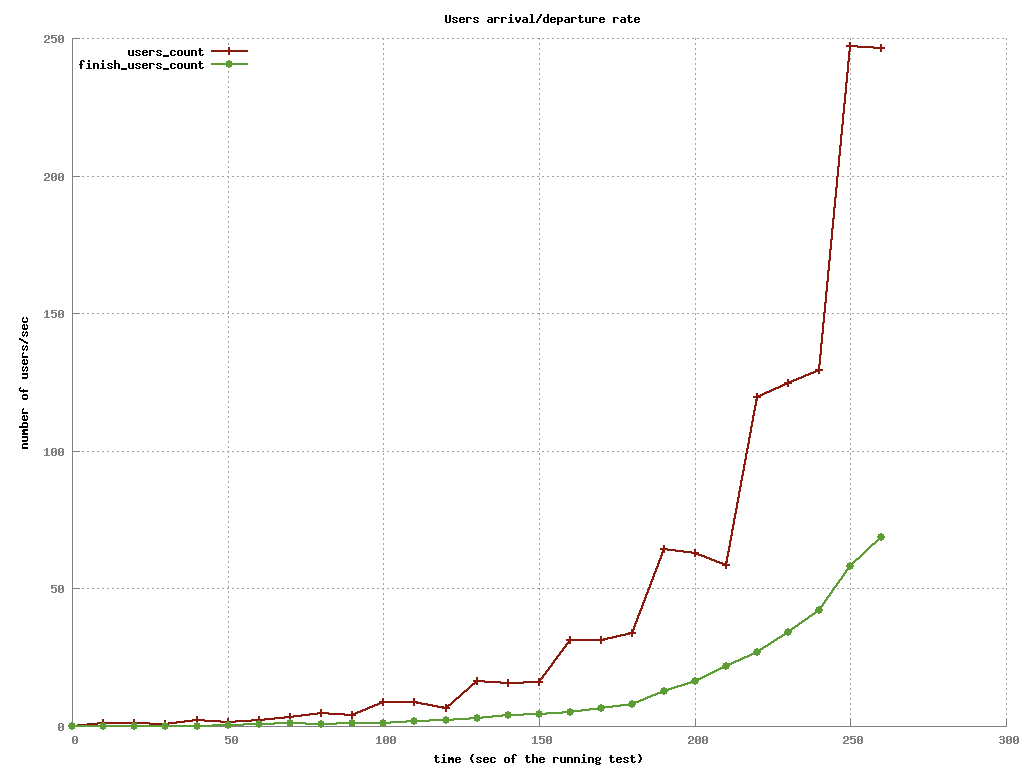 Users arrival/departure rate
250
users_count
finish_users_count
200
150
number of users/sec
100
50
0
0 50 100 150 200 250 300
time (sec of the running test)